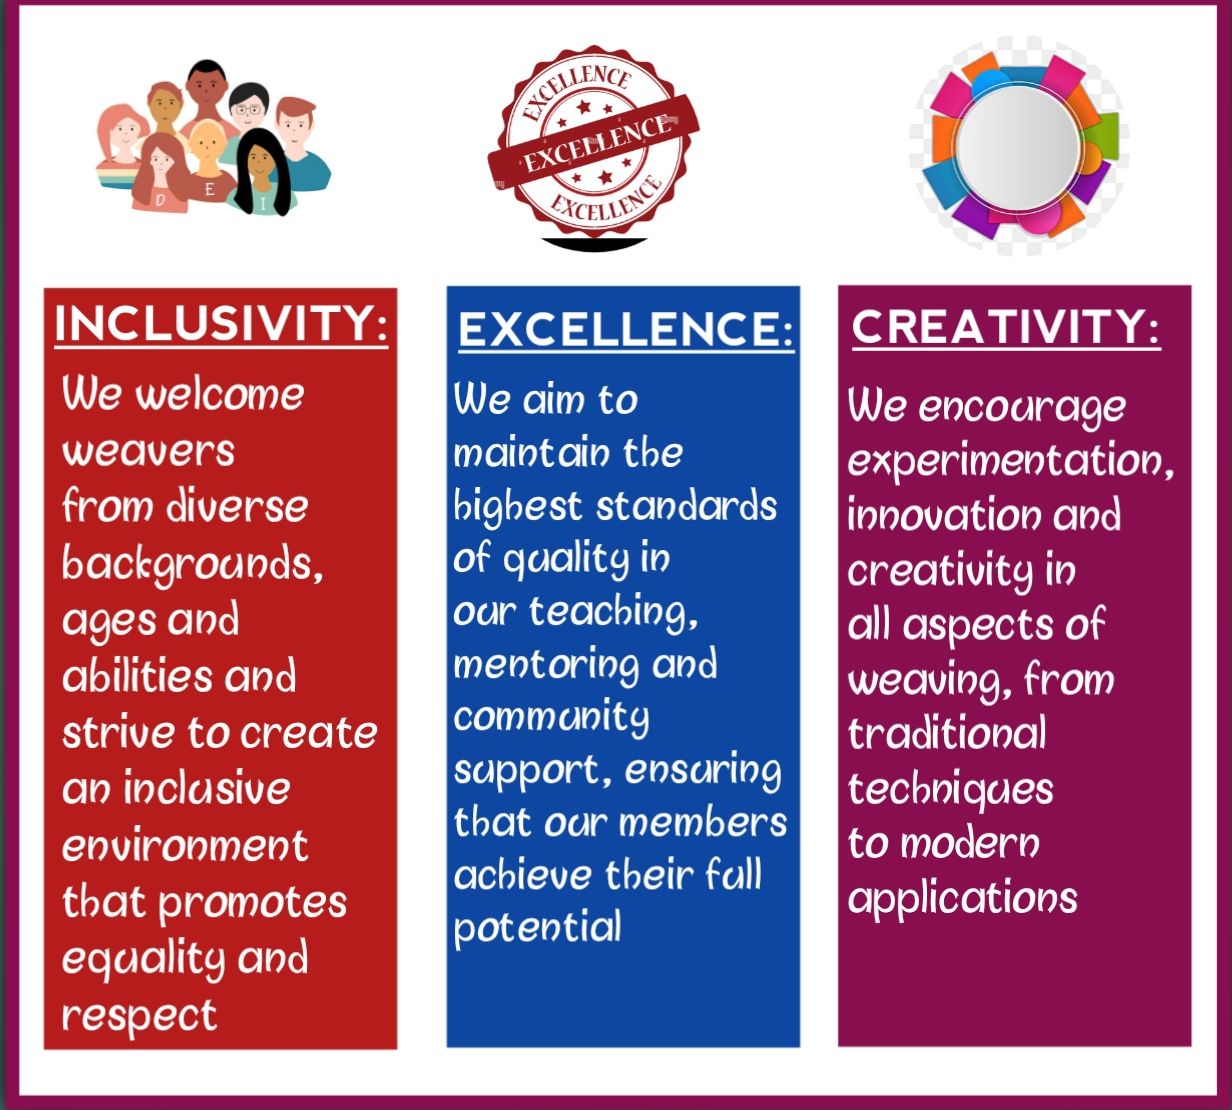 D E I
EXCELLENCE
EXCELLENCE
EXCELLENCE
INCLUSIVITY:
We welcome
weavers
from diverse
backgrounds,
ages and
abilities and
strive to create
an inclusive
environment
that promotes
equality and
respect
EXCELLENCE:
We aim to
maintain the
highest standards
of quality in
our teaching,
mentoring and
community
support, ensuring
that our members
achieve their full
potential
CREATIVITY:
We encourage
experimentation,
innovation and
creativity in
all aspects of
weaving, from
traditional
techniques
to modern
applications